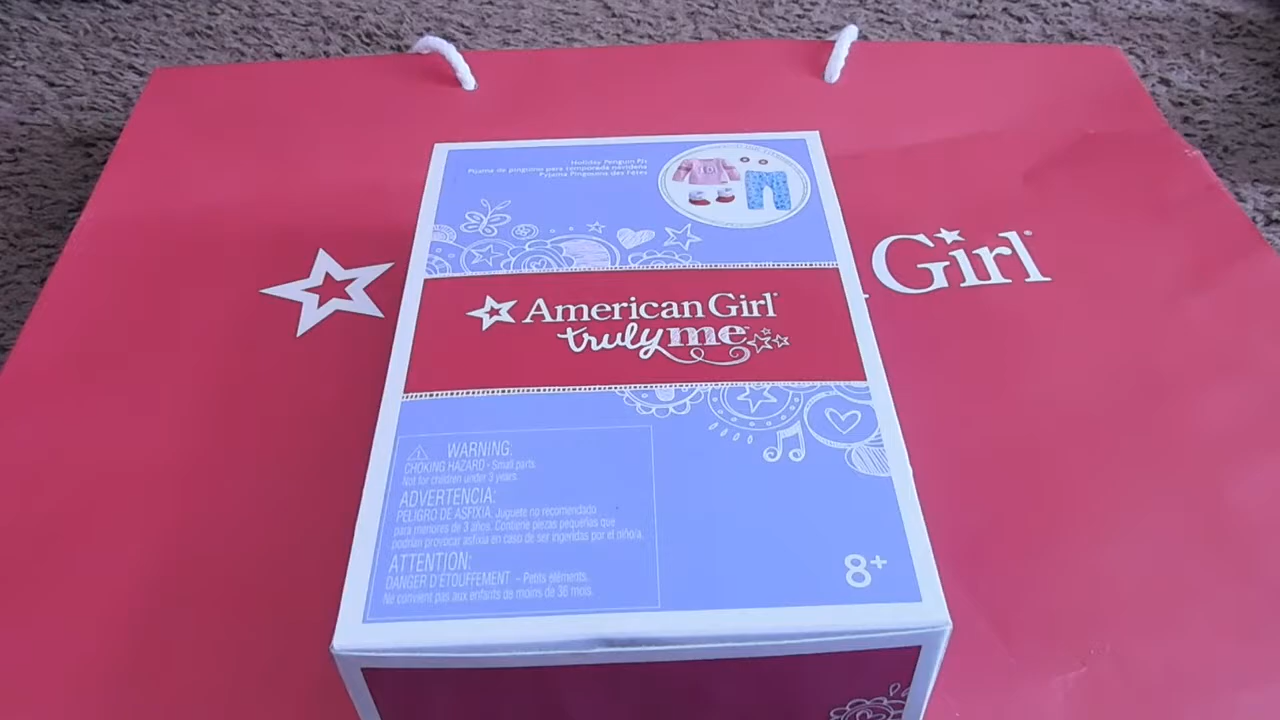 Holiday Penguin PJs
Pijama de pingüino para temporada navideña
Pyjama Pingouins des Fêtes
American Girl
truly me™
Girl®
WARNING:
CHOKING HAZARD - Small parts.
Not for children under 3 years.
ADVERTENCIA:
PELIGRO DE ASFIXIA. Juguete no recomendado
para menores de 3 años. Contiene piezas pequeñas que
podrían provocar asfixia en caso de ser ingeridas por el niño/a.
ATTENTION:
DANGER D'ÉTOUFFEMENT - Petits éléments.
Ne convient pas aux enfants de moins de 36 mois.
8+